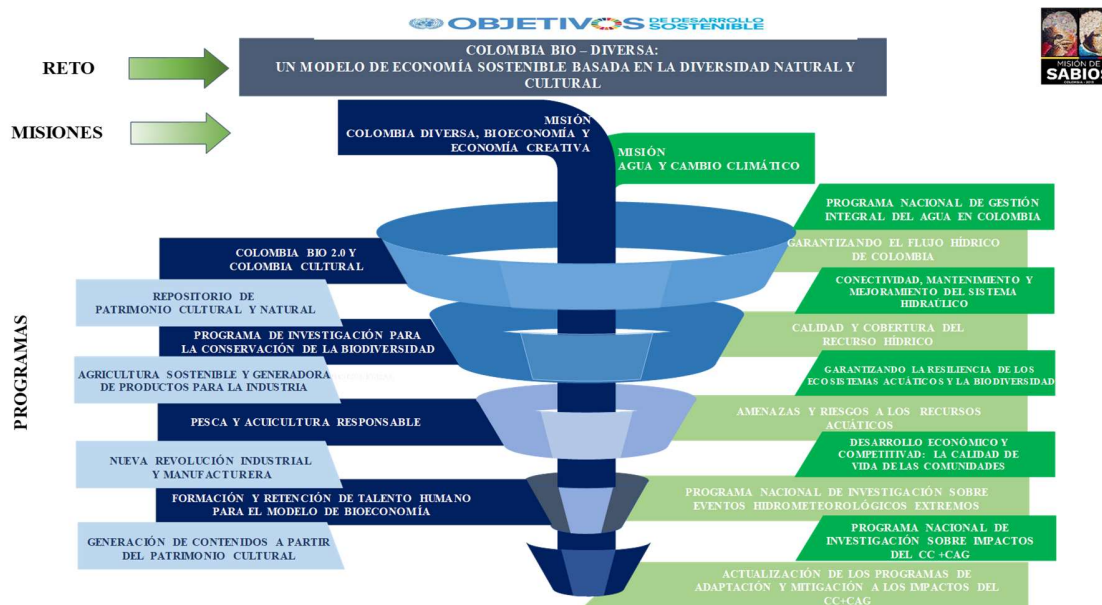 OBJETIVOS DE DESARROLLO
SOSTENIBLE
MISIÓN DE
SABIOS
RETO
COLOMBIA BIO – DIVERSA:
UN MODELO DE ECONOMÍA SOSTENIBLE BASADA EN LA DIVERSIDAD NATURAL Y
CULTURAL
MISIONES
MISIÓN
COLOMBIA DIVERSA, BIOECONOMÍA Y
ECONOMÍA CREATIVA
MISIÓN
AGUA Y CAMBIO CLIMÁTICO
PROGRAMAS
COLOMBIA BIO 2.0 Y
COLOMBIA CULTURAL
REPOSITORIO DE
PATRIMONIO CULTURAL Y NATURAL
PROGRAMA DE INVESTIGACIÓN PARA
LA CONSERVACIÓN DE LA BIODIVERSIDAD
AGRICULTURA SOSTENIBLE Y GENERADORA
DE PRODUCTOS PARA LA INDUSTRIA
PESCA Y ACUICULTURA RESPONSABLE
NUEVA REVOLUCIÓN INDUSTRIAL
Y MANUFACTURERA
FORMACIÓN Y RETENCIÓN DE TALENTO HUMANO
PARA EL MODELO DE BIOECONOMÍA
GENERACIÓN DE CONTENIDOS A PARTIR
DEL PATRIMONIO CULTURAL
PROGRAMA NACIONAL DE GESTIÓN
INTEGRAL DEL AGUA EN COLOMBIA
GARANTIZANDO EL FLUJO HÍDRICO
DE COLOMBIA
CONECTIVIDAD, MANTENIMIENTO Y
MEJORAMIENTO DEL SISTEMA
HIDRAÚLICO
CALIDAD Y COBERTURA DEL
RECURSO HÍDRICO
GARANTIZANDO LA RESILIENCIA DE LOS
ECOSISTEMAS ACUÁTICOS Y LA BIODIVERSIDAD
AMENAZAS Y RIESGOS A LOS RECURSOS
ACUÁTICOS
DESARROLLO ECONÓMICO Y
COMPETITIVAD: LA CALIDAD DE
VIDA DE LAS COMUNIDADES
PROGRAMA NACIONAL DE INVESTIGACIÓN SOBRE
EVENTOS HIDROMETEOROLÓGICOS EXTREMOS
PROGRAMA NACIONAL DE
INVESTIGACIÓN SOBRE IMPACTOS
DEL CC +CAG
ACTUALIZACIÓN DE LOS PROGRAMAS DE
ADAPTACIÓN Y MITIGACIÓN A LOS IMPACTOS DEL
CC+CAG